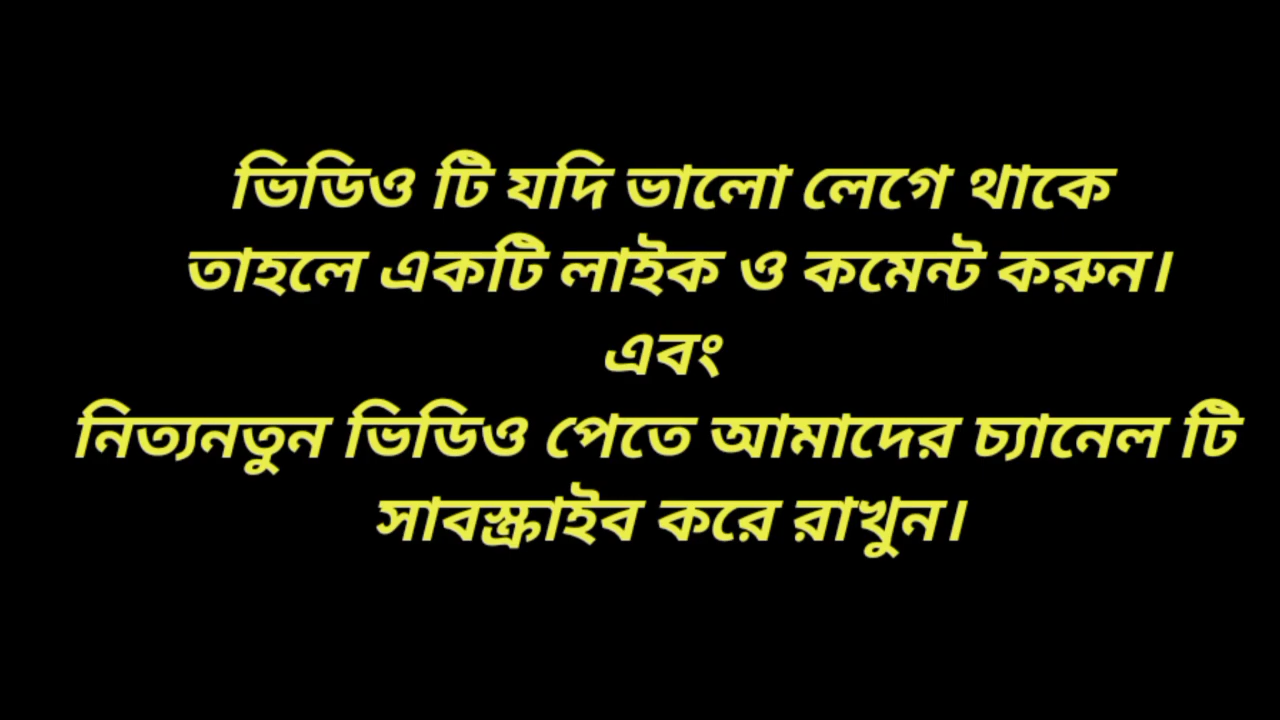 ভিডিও টি যদি ভালো লেগে থাকে
তাহলে একটি লাইক ও কমেন্ট করুন।
এবং
নিত্যনতুন ভিডিও পেতে আমাদের চ্যানেল টি
সাবস্ক্রাইব করে রাখুন।